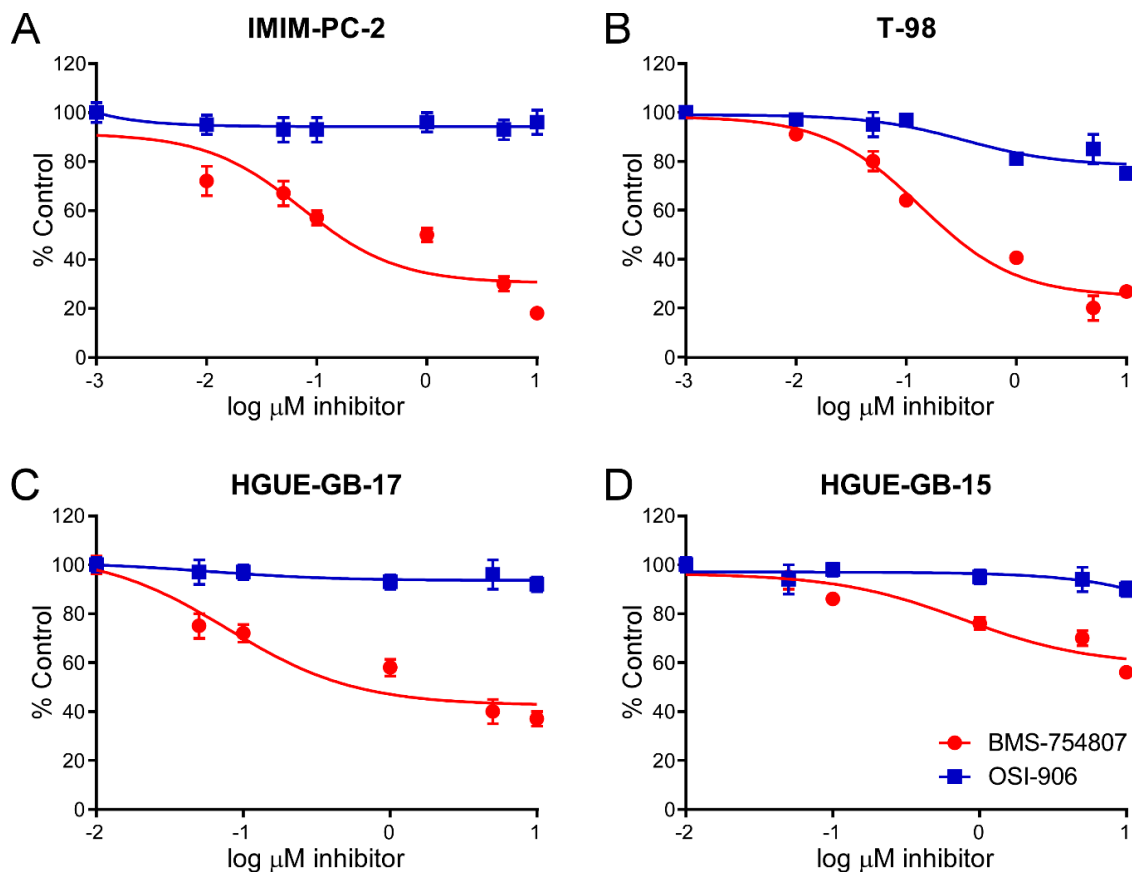 A
IMIM-PC-2
120
100
80
60
40
20
0
% Control
-3
-2
-1
0
1
log μM inhibitor
B
T-98
120
100
80
60
40
20
0
% Control
-3
-2
-1
0
1
log μM inhibitor
C
HGUE-GB-17
120
100
80
60
40
20
0
% Control
-2
-1
0
1
log μM inhibitor
D
HGUE-GB-15
120
100
80
60
40
20
0
% Control
BMS-754807
OSI-906
-2
-1
0
1
log μM inhibitor